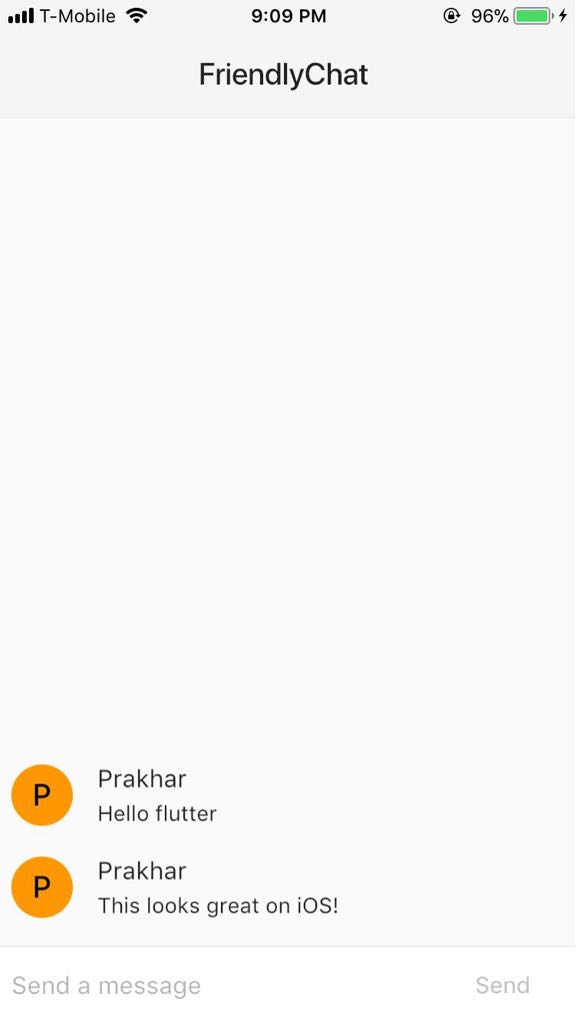 T-Mobile 9:09 PM 96%
FriendlyChat
P
Prakhar
Hello flutter
P
Prakhar
This looks great on iOS!
Send a message Send